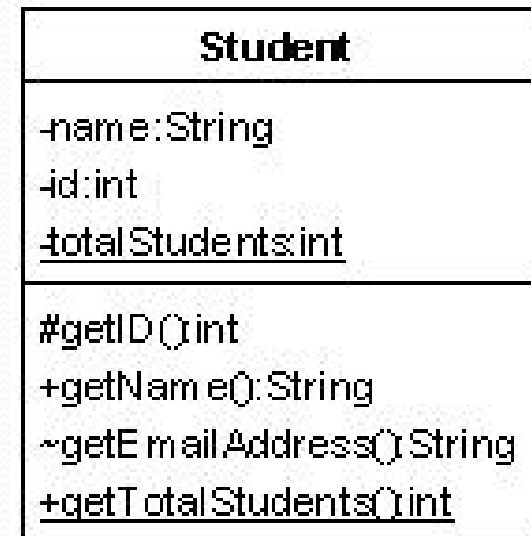 Student
-name:String
-id:int
-totalStudents:int
#getID():int
+getName():String
~getEmailAddress():String
+getTotalStudents():int